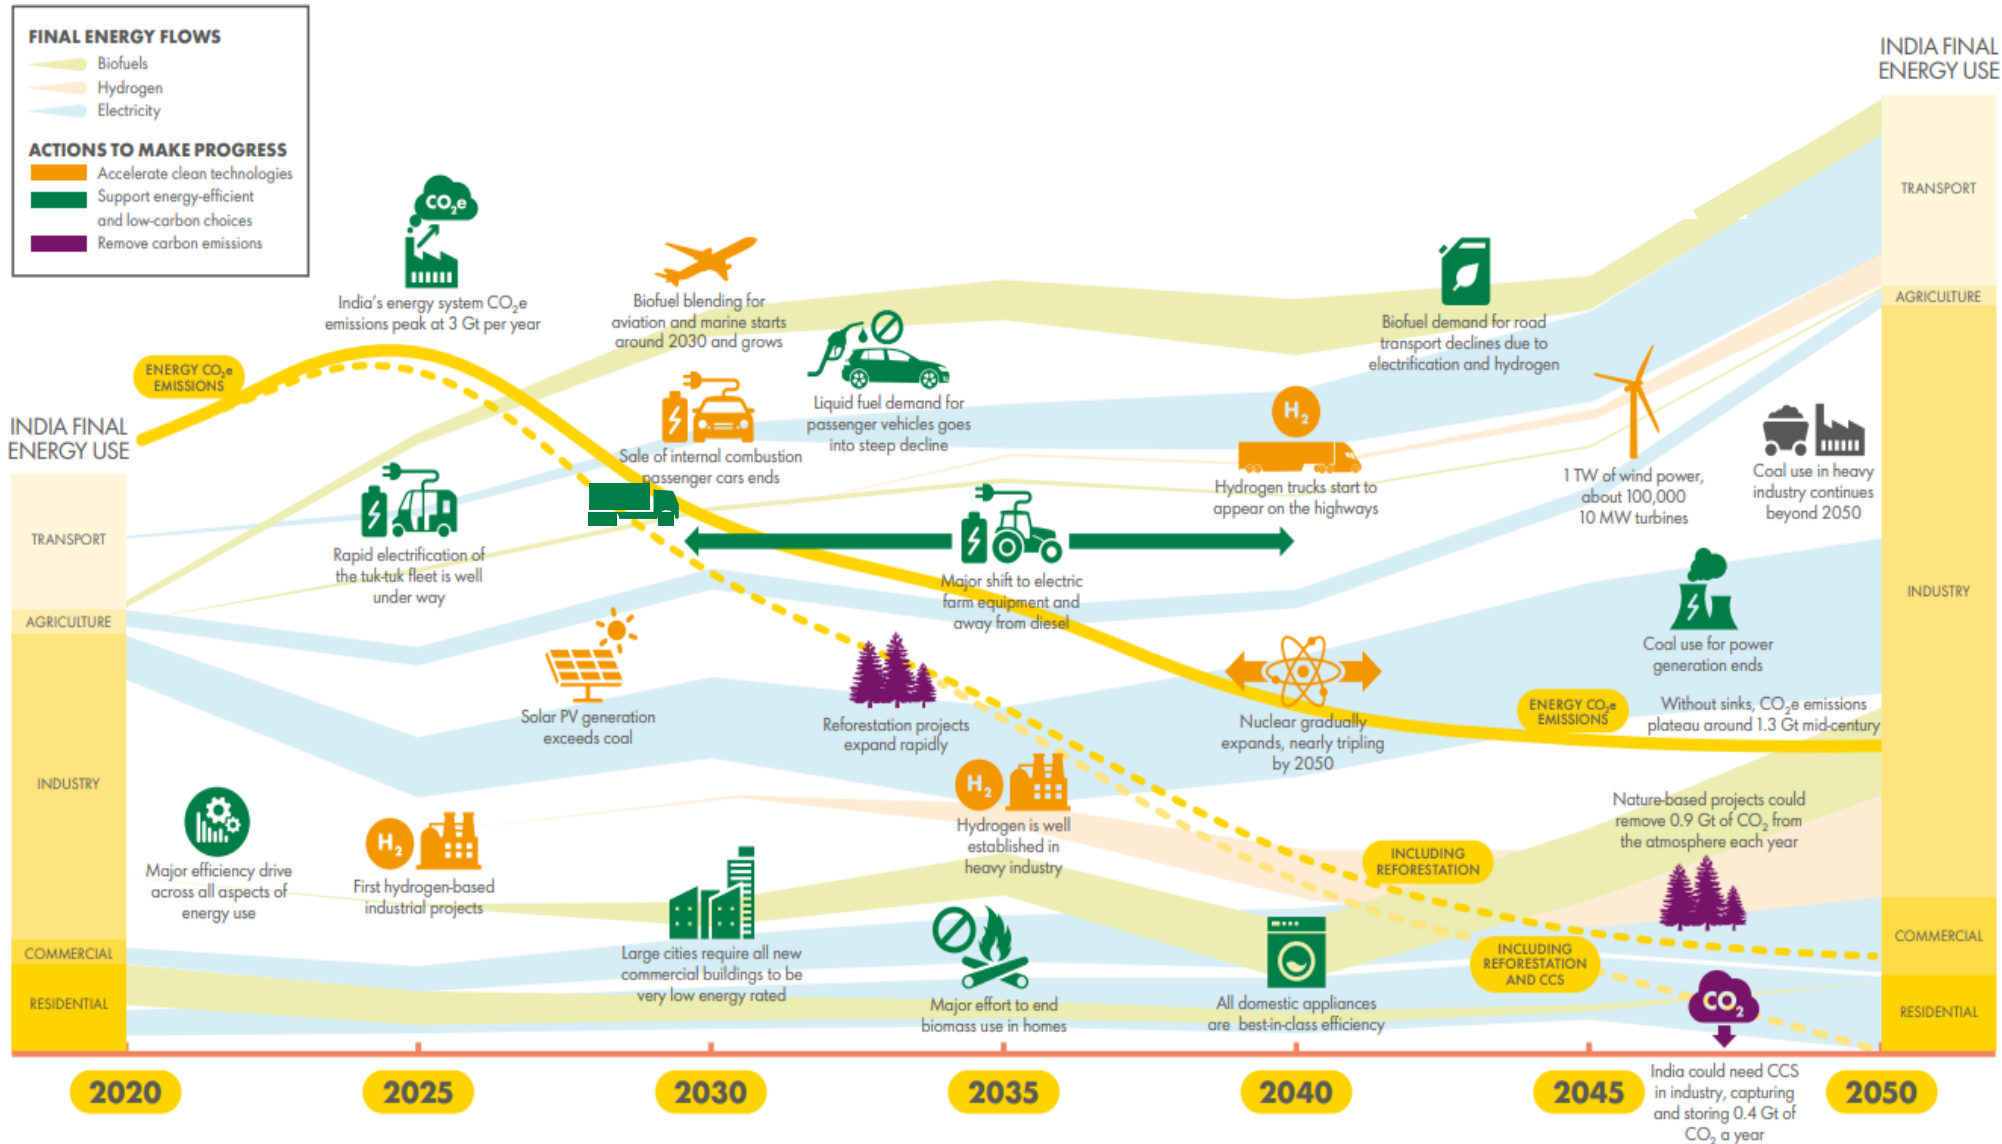 FINAL ENERGY FLOWS
Biofuels
Hydrogen
Electricity
ACTIONS TO MAKE PROGRESS
Accelerate clean technologies
Support energy-efficient
and low-carbon choices
Remove carbon emissions
INDIA FINAL
ENERGY USE
TRANSPORT
AGRICULTURE
INDUSTRY
COMMERCIAL
RESIDENTIAL
ENERGY CO₂e
EMISSIONS
CO₂e
India's energy system CO₂e
emissions peak at 3 Gt per year
Rapid electrification of
the tuk-tuk fleet is well
under way
Major efficiency drive
across all aspects of
energy use
H₂
First hydrogen-based
industrial projects
Biofuel blending for
aviation and marine starts
around 2030 and grows
Sale of internal combustion
passenger cars ends
Solar PV generation
exceeds coal
Large cities require all new
commercial buildings to be
very low energy rated
Liquid fuel demand for
passenger vehicles goes
into steep decline
Major shift to electric
farm equipment and
away from diesel
Reforestation projects
expand rapidly
H₂
Hydrogen is well
established in
heavy industry
Major effort to end
biomass use in homes
H₂
Hydrogen trucks start to
appear on the highways
Nuclear gradually
expands, nearly tripling
by 2050
All domestic appliances
are best-in-class efficiency
Biofuel demand for road
transport declines due to
electrification and hydrogen
1 TW of wind power,
about 100,000
10 MW turbines
Coal use in heavy
industry continues
beyond 2050
Coal use for power
generation ends
ENERGY CO₂e
EMISSIONS
Without sinks, CO₂e emissions
plateau around 1.3 Gt mid-century
INCLUDING
REFORESTATION
Nature-based projects could
remove 0.9 Gt of CO₂ from
the atmosphere each year
INCLUDING
REFORESTATION
AND CCS
CO₂
India could need CCS
in industry, capturing
and storing 0.4 Gt of
CO₂ a year
INDIA FINAL
ENERGY USE
TRANSPORT
AGRICULTURE
INDUSTRY
COMMERCIAL
RESIDENTIAL
2020
2025
2030
2035
2040
2045
2050